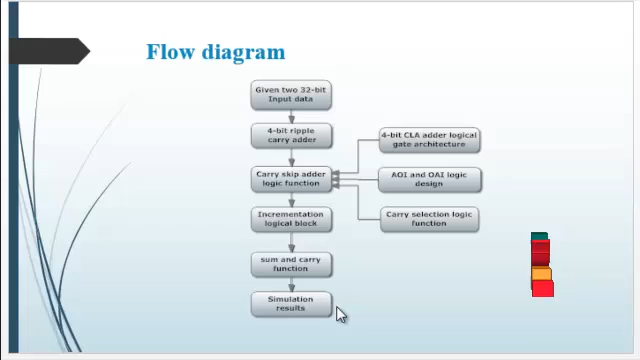 Flow diagram
Given two 32-bit
Input data
4-bit ripple
carry adder
4-bit CLA adder logical
gate architecture
Carry skip adder
logic function
AOI and OAI logic
design
Incrementation
logical block
Carry selection logic
function
sum and carry
function
Simulation
results